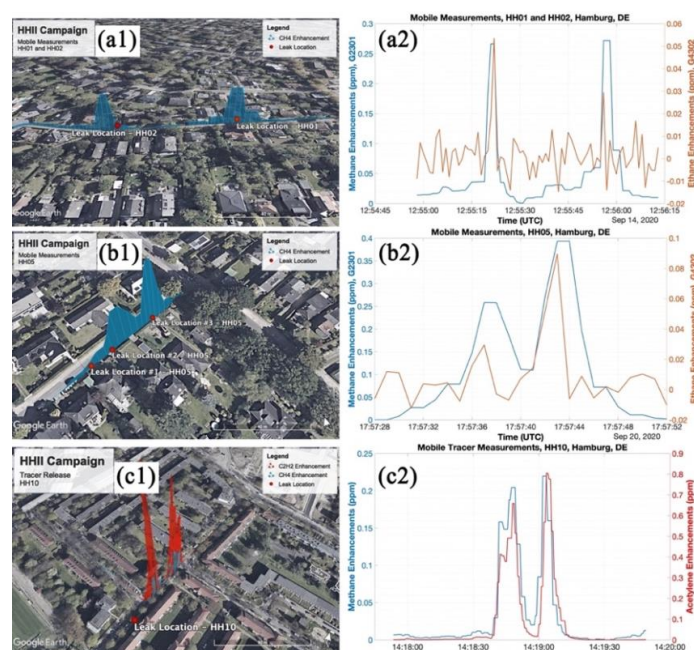 HHII Campaign
Mobile Measurements
HH01 and HH02
(a1)
Legend
CH4 Enhancement
Leak Location
Leak Location - HH02
Leak Location - HH01
Google Earth
(a2)
Mobile Measurements, HH01 and HH02, Hamburg, DE
Methane Enhancements (ppm), G2301
0.3
0.25
0.2
0.15
0.1
0.05
0
Ethane Enhancements (ppm), G4302
0.06
0.05
0.04
0.03
0.02
0.01
0
-0.01
-0.02
12:54:45
12:55:00
12:55:15
12:55:30
12:55:45
12:56:00
12:56:15
Time (UTC)
Sep 14, 2020
HHII Campaign
Mobile Measurements
HH05
(b1)
Legend
CH4 Enhancement
Leak Location
Leak Location #3 - HH05
Leak Location #2 - HH05
Leak Location #1 - HH05
Google Earth
(b2)
Mobile Measurements, HH05, Hamburg, DE
Methane Enhancements (ppm), G2301
0.4
0.35
0.3
0.25
0.2
0.15
0.1
0.05
0
0.1
0.08
0.06
0.04
0.02
0
-0.02
17:57:28
17:57:32
17:57:36
17:57:40
17:57:44
17:57:48
17:57:52
Time (UTC)
Sep 20, 2020
HHII Campaign
Tracer Release
HH10
(c1)
Legend
C2H2 Enhancement
CH4 Enhancement
Leak Location
Leak Location - HH10
Google Earth
(c2)
Mobile Tracer Measurements, HH10, Hamburg, DE
Methane Enhancements (ppm)
0.25
0.2
0.15
0.1
0.05
0
Acetylene Enhancements (ppm)
0.9
0.8
0.7
0.6
0.5
0.4
0.3
0.2
0.1
0
14:18:00
14:18:30
14:19:00
14:19:30
14:20:00